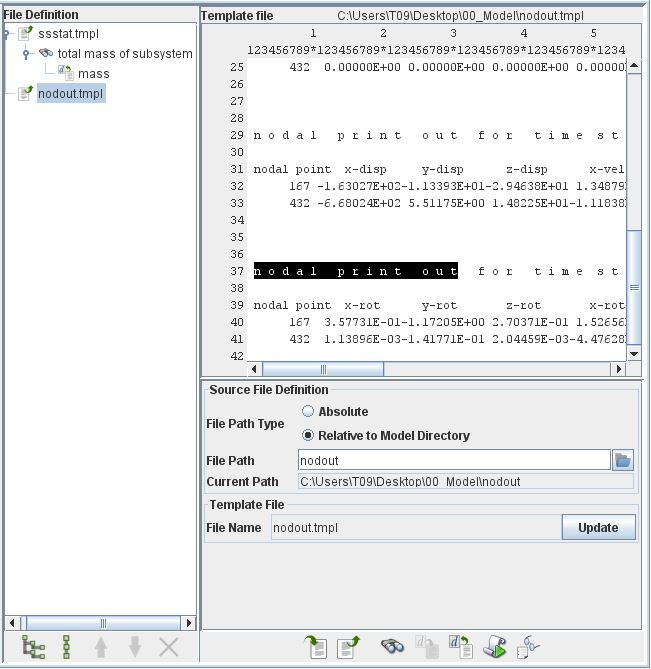 File Definition
ssstat.tmpl
total mass of subsystem
mass
nodout.tmpl
Template file C:\Users\T09\Desktop\00_Model\nodout.tmpl
1 2 3 4 5
123456789*123456789*123456789*123456789*123456789*1234
25 432 0.00000E+00 0.00000E+00 0.00000E+00 0.00000
26
27
28
29 n o d a l p r i n t o u t f o r t i m e s t
30
31 nodal point x-disp y-disp z-disp x-vel
32 167 -1.63027E+02-1.13393E+01-2.94638E+01 1.34879
33 432 -6.68024E+02 5.51175E+00 1.48225E+01-1.11838
34
35
36
37 n o d a l p r i n t o u t f o r t i m e s t
38
39 nodal point x-rot y-rot z-rot x-rot
40 167 3.57731E-01-1.17205E+00 2.70371E-01 1.52656
41 432 1.13896E-03-1.41771E-01 2.04459E-03-4.47628
42
Source File Definition
File Path Type
Absolute
Relative to Model Directory
File Path nodout
Current Path C:\Users\T09\Desktop\00_Model\nodout
Template File
File Name nodout.tmpl Update